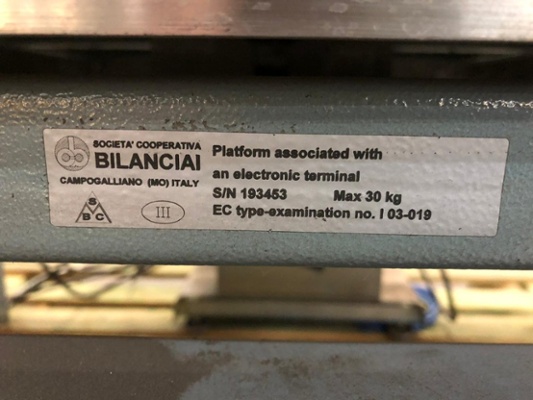 SOCIETA' COOPERATIVA
BILANCIAI
CAMPOGALLIANO (MO) ITALY
S
B C
III
Platform associated with
an electronic terminal
S/N 193453 Max 30 kg
EC type-examination no. I 03-019